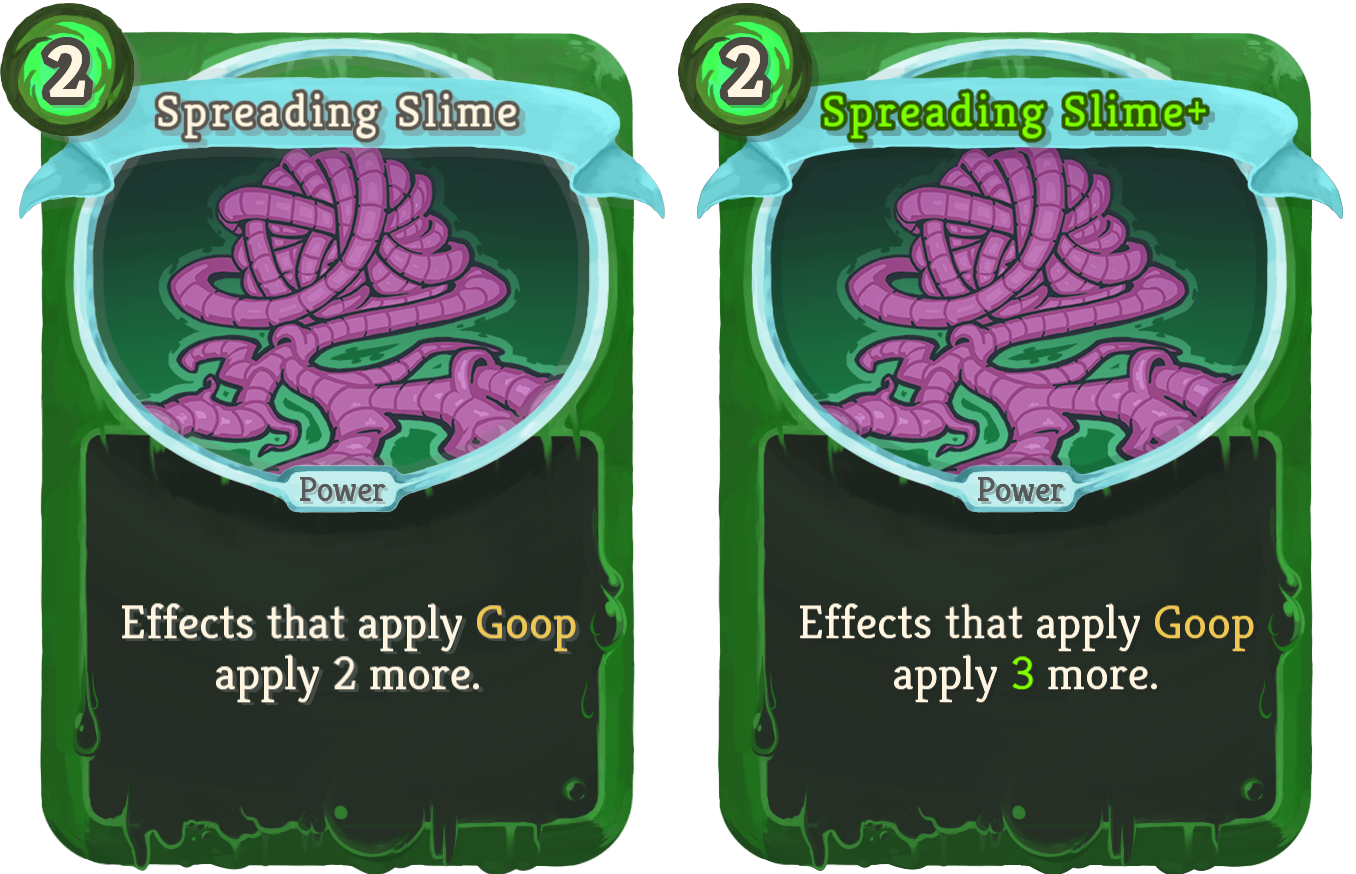 2
Spreading Slime
Power
Effects that apply Goop
apply 2 more.
2
Spreading Slime+
Power
Effects that apply Goop
apply 3 more.